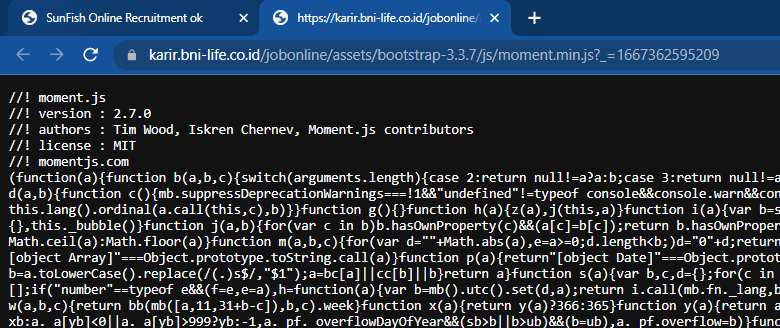 SunFish Online Recruitment ok
https://karir.bni-life.co.id/jobonline/
karir.bni-life.co.id/jobonline/assets/bootstrap-3.3.7/js/moment.min.js?_=1667362595209
//! moment.js
//! version : 2.7.0
//! authors : Tim Wood, Iskren Chernev, Moment.js contributors
//! license : MIT
//! momentjs.com
(function(a){function b(a,b,c){switch(arguments.length){case 2:return null!=a?a:b;case 3:return null!=a
d(a,b){function c(){mb.suppressDeprecationWarnings===!1&&"undefined"!=typeof console&&console.warn&&con
this.lang().ordinal(a.call(this,c),b)}}function g(){}function h(a){z(a),j(this,a)}function i(a){var b=s
{},this._bubble()}function j(a,b){for(var c in b)b.hasOwnProperty(c)&&(a[c]=b[c]);return b.hasOwnProper
Math.ceil(a):Math.floor(a)}function m(a,b,c){for(var d=""+Math.abs(a),e=a>=0;d.length<b;)d="0"+d;return
[object Array]"===Object.prototype.toString.call(a)}function p(a){return"[object Date]"===Object.protot
b=a.toLowerCase().replace(/(.)s$/,"$1");a=bc[a]||cc[b]||b}return a}function s(a){var b,c,d={};for(c in
[];if("number"==typeof e&&(f=e,e=a),h=function(a){var b=mb().utc().set(d,a);return i.call(mb.fn._lang,b
w(a,b,c){return bb(mb([a,11,31+b-c]),b,c).week}function x(a){return y(a)?366:365}function y(a){return
xb:a._a[yb]<0||a._a[yb]>999?yb:-1,a._pf._overflowDayOfYear&&(sb>b||b>ub)&&(b=ub),a._pf.overflow=b)}func